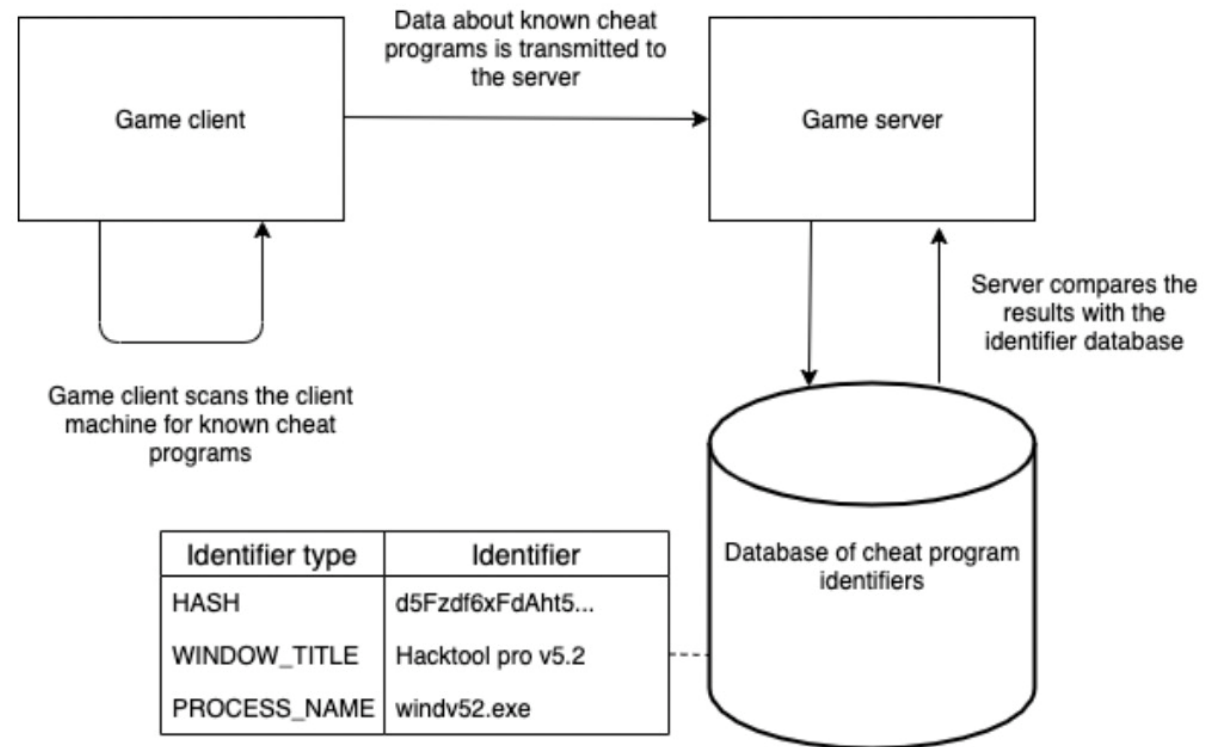 Data about known cheat
programs is transmitted to
the server
Game client
Game server
Server compares the
results with the
identifier database
Game client scans the client
machine for known cheat
programs
Identifier type Identifier
HASH d5Fzdf6xFdAht5...
WINDOW_TITLE Hacktool pro v5.2
PROCESS_NAME windv52.exe
Database of cheat program
identifiers